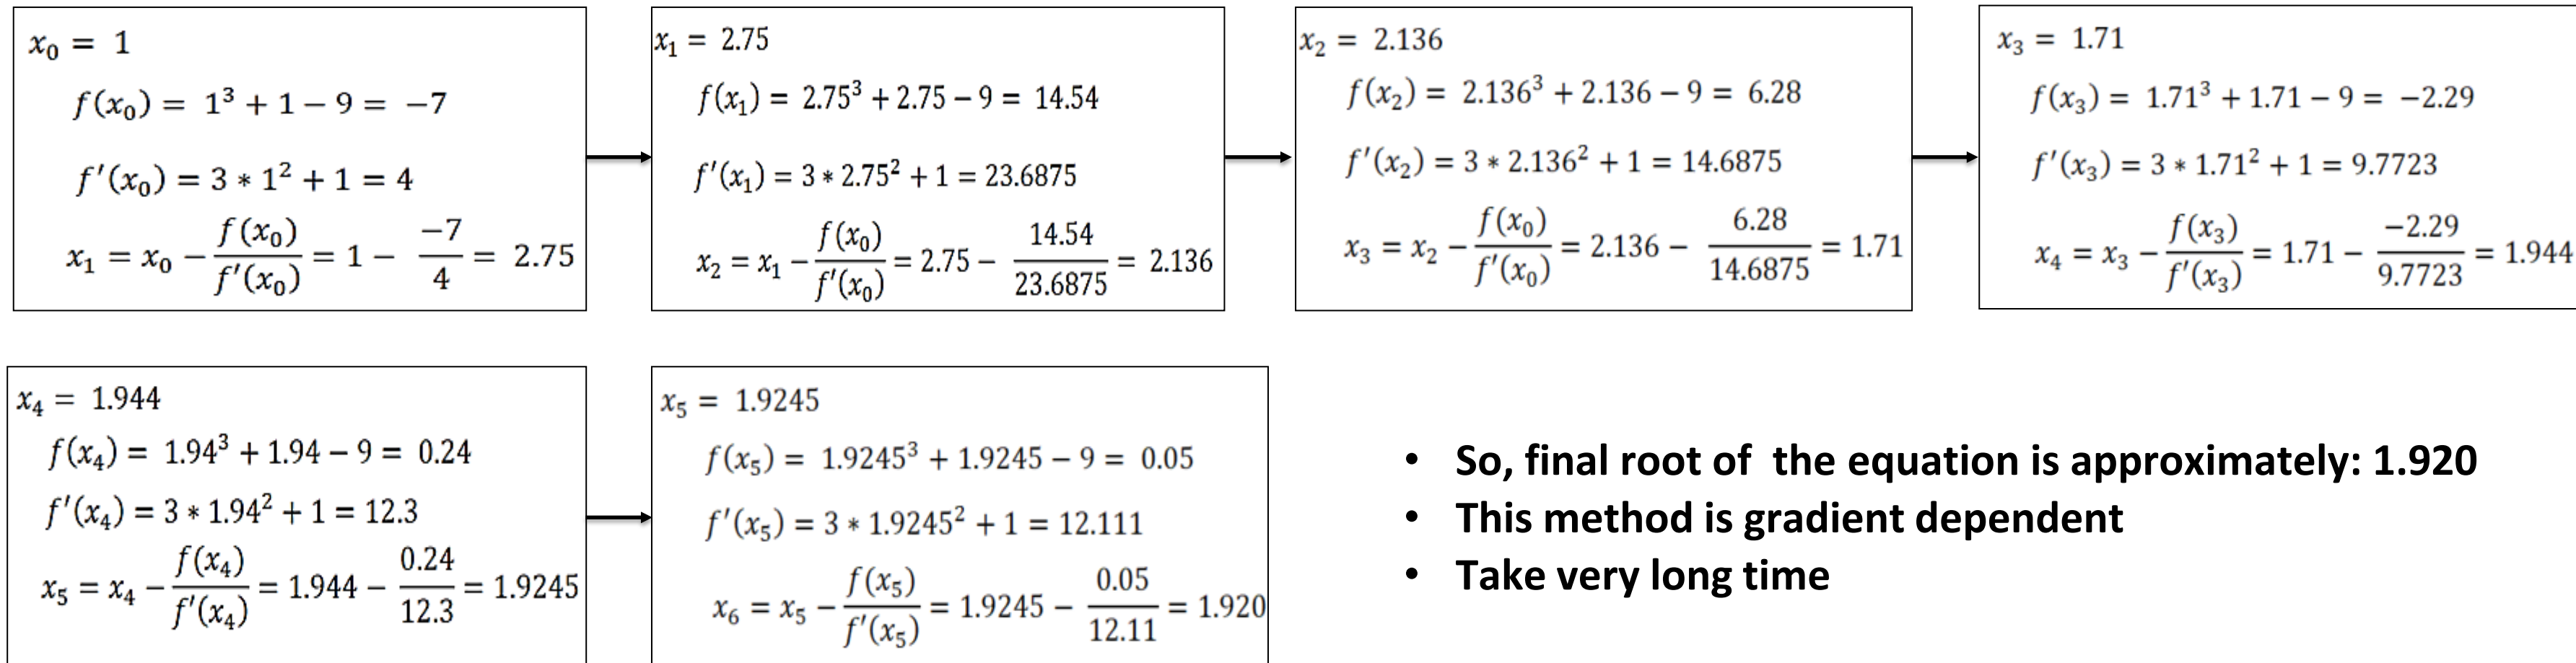 x₀ = 1
f(x₀) = 1³ + 1 − 9 = −7
f′(x₀) = 3 * 1² + 1 = 4
x₁ = x₀ − f(x₀)/f′(x₀) = 1 − −7/4 = 2.75
x₁ = 2.75
f(x₁) = 2.75³ + 2.75 − 9 = 14.54
f′(x₁) = 3 * 2.75² + 1 = 23.6875
x₂ = x₁ − f(x₀)/f′(x₀) = 2.75 − 14.54/23.6875 = 2.136
x₂ = 2.136
f(x₂) = 2.136³ + 2.136 − 9 = 6.28
f′(x₂) = 3 * 2.136² + 1 = 14.6875
x₃ = x₂ − f(x₀)/f′(x₀) = 2.136 − 6.28/14.6875 = 1.71
x₃ = 1.71
f(x₃) = 1.71³ + 1.71 − 9 = −2.29
f′(x₃) = 3 * 1.71² + 1 = 9.7723
x₄ = x₃ − f(x₃)/f′(x₃) = 1.71 − −2.29/9.7723 = 1.944
x₄ = 1.944
f(x₄) = 1.94³ + 1.94 − 9 = 0.24
f′(x₄) = 3 * 1.94² + 1 = 12.3
x₅ = x₄ − f(x₄)/f′(x₄) = 1.944 − 0.24/12.3 = 1.9245
x₅ = 1.9245
f(x₅) = 1.9245³ + 1.9245 − 9 = 0.05
f′(x₅) = 3 * 1.9245² + 1 = 12.111
x₆ = x₅ − f(x₅)/f′(x₅) = 1.9245 − 0.05/12.11 = 1.920
• So, final root of the equation is approximately: 1.920
• This method is gradient dependent
• Take very long time